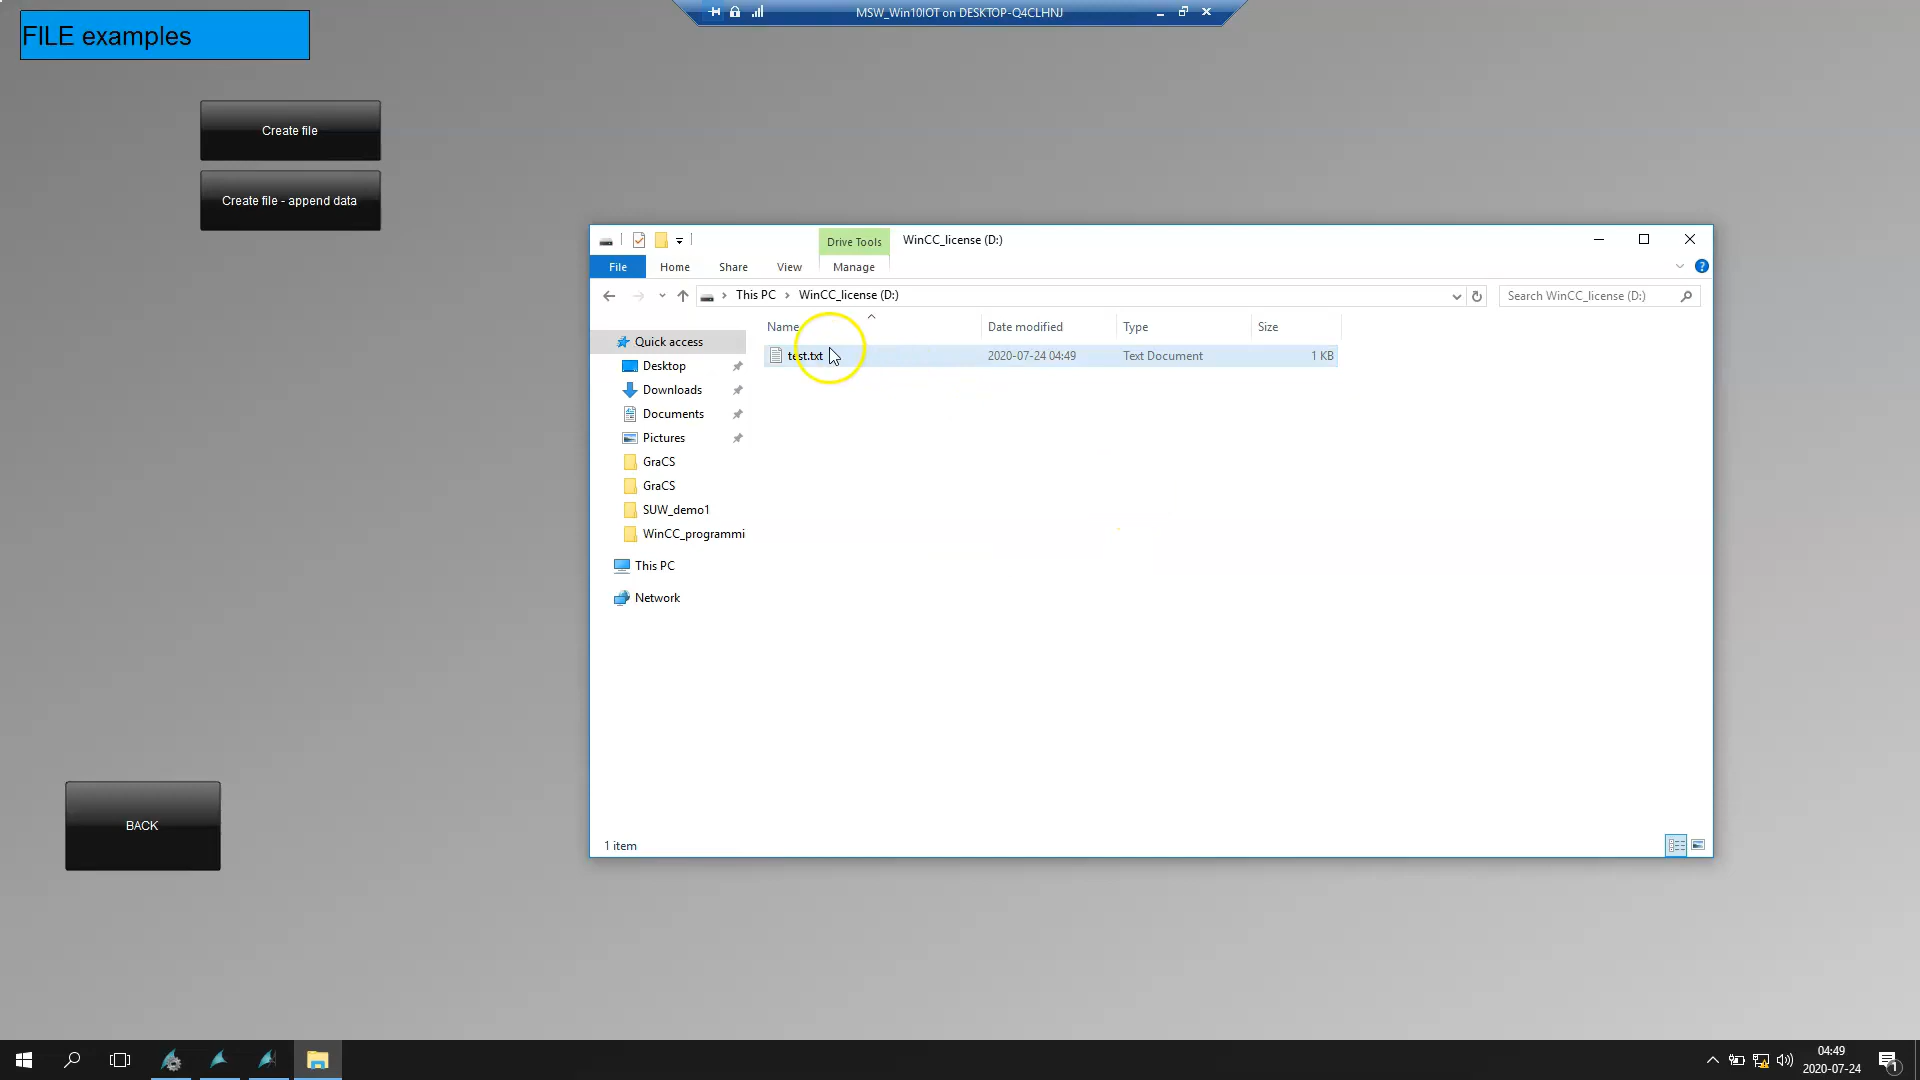 FILE examples
MSW_Win10IOT on DESKTOP-Q4CLHNJ
Create file
Create file - append data
Drive Tools
WinCC_license (D:)
File
Home
Share
View
Manage
This PC
WinCC_license (D:)
Search WinCC_license (D:)
Name
Date modified
Type
Size
test.txt
2020-07-24 04:49
Text Document
1 KB
Quick access
Desktop
Downloads
Documents
Pictures
GraCS
GraCS
SUW_demo1
WinCC_programmi
This PC
Network
1 item
BACK
04:49
2020-07-24
1